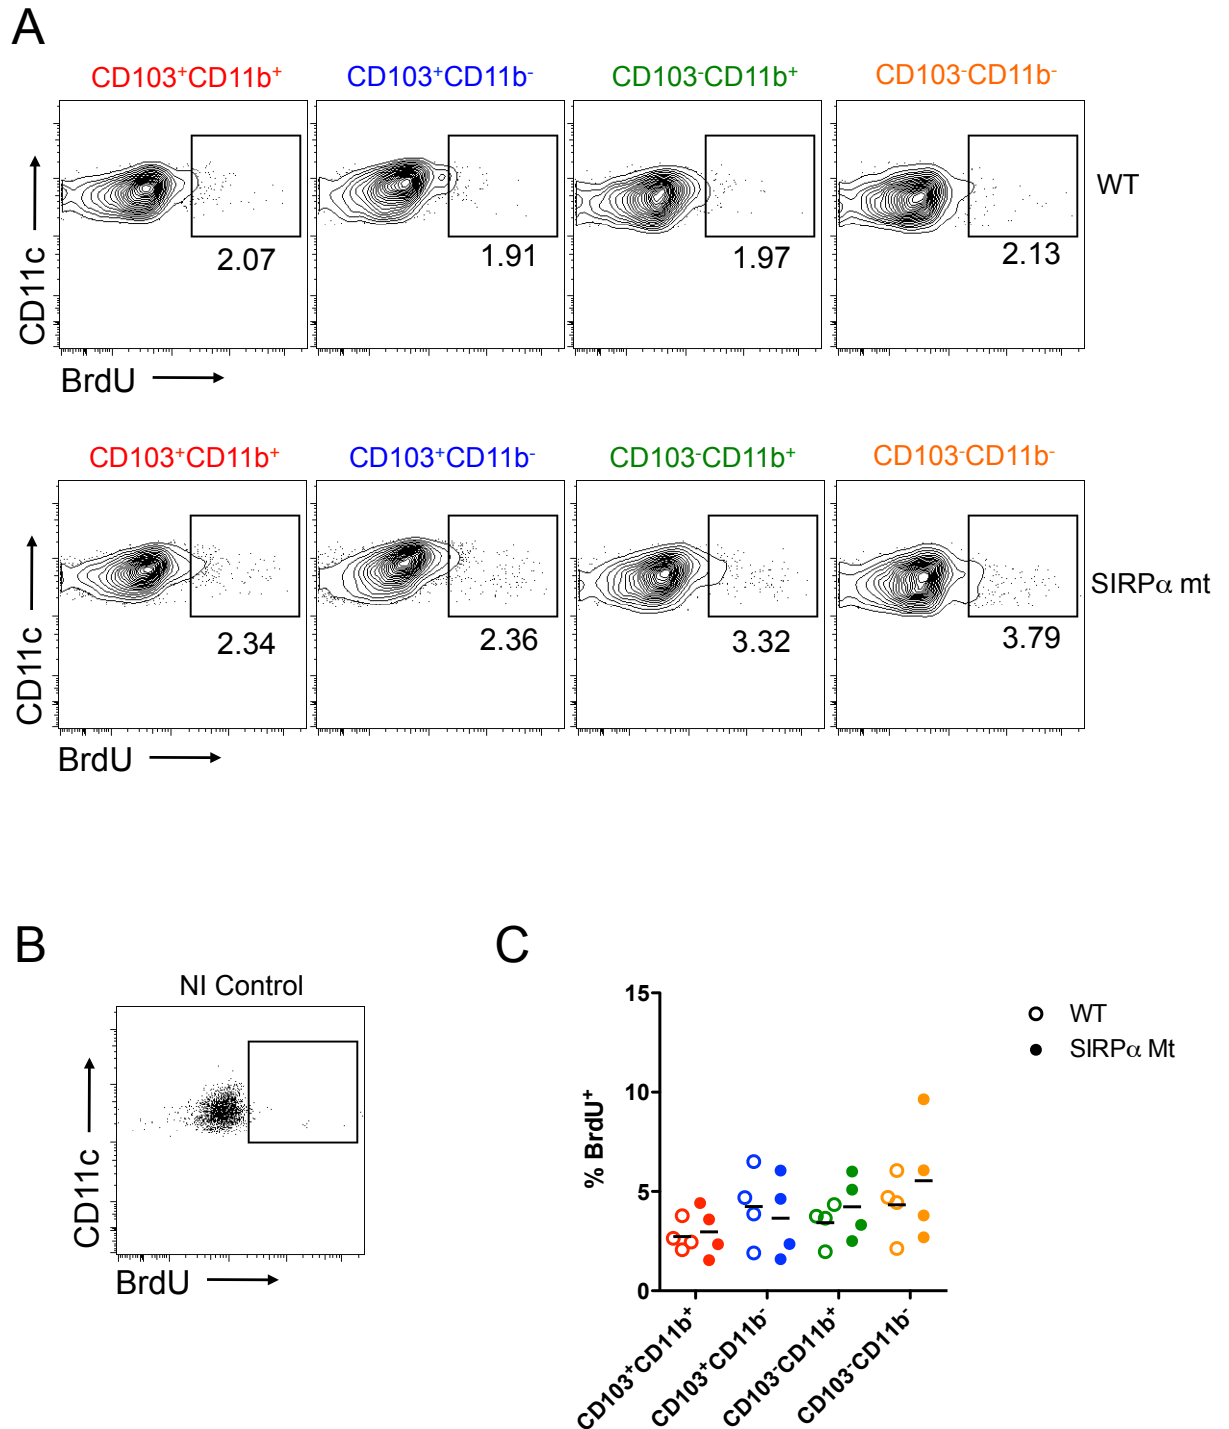 A
CD103⁺CD11b⁺ CD103⁺CD11b⁻ CD103⁻CD11b⁺ CD103⁻CD11b⁻
WT
CD11c
2.07 1.91 1.97 2.13
BrdU
CD103⁺CD11b⁺ CD103⁺CD11b⁻ CD103⁻CD11b⁺ CD103⁻CD11b⁻
SIRPα mt
CD11c
2.34 2.36 3.32 3.79
BrdU
B
NI Control
CD11c
BrdU
C
15
10
5
0
% BrdU⁺
WT
SIRPα Mt
CD103⁺CD11b⁺
CD103⁺CD11b⁻
CD103⁻CD11b⁺
CD103⁻CD11b⁻